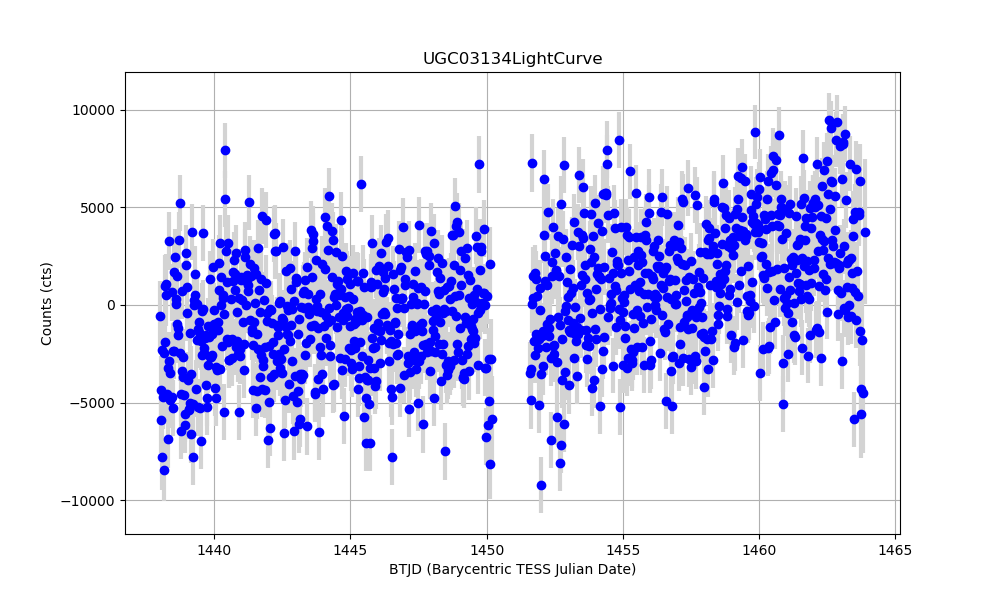 UGC03134LightCurve
10000
5000
0
−5000
−10000
Counts (cts)
1440 1445 1450 1455 1460 1465
BTJD (Barycentric TESS Julian Date)